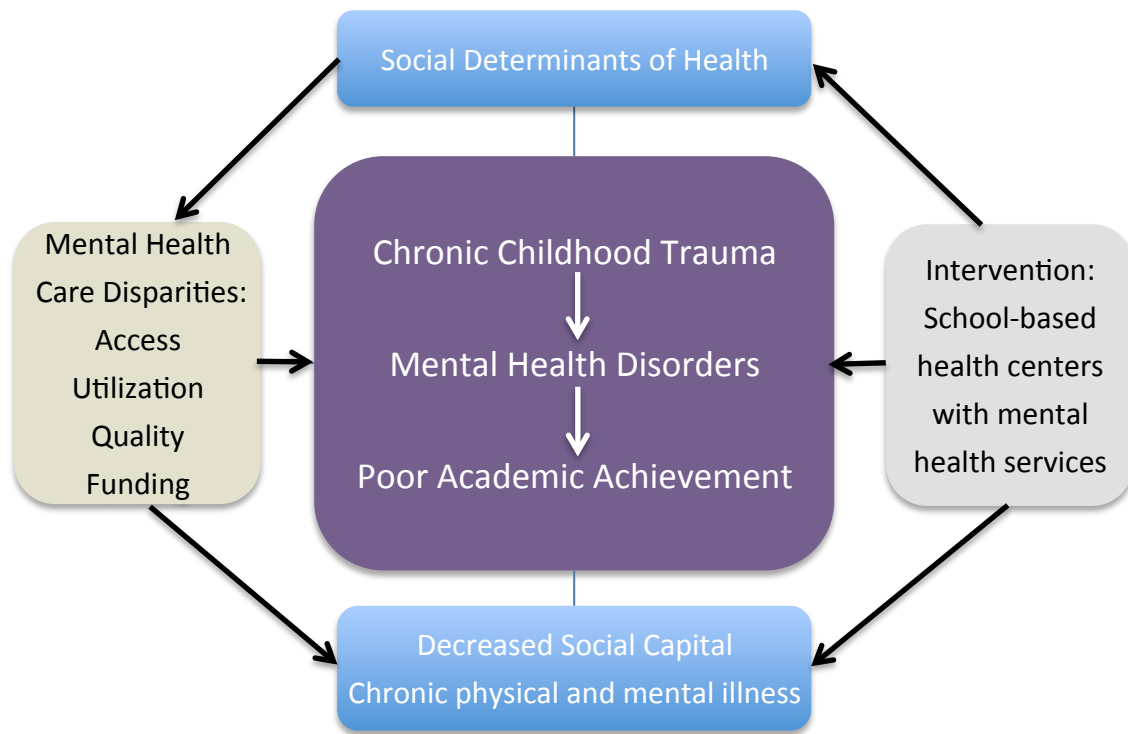 Social Determinants of Health
Mental Health
Care Disparities:
Access
Utilization
Quality
Funding
Chronic Childhood Trauma
Mental Health Disorders
Poor Academic Achievement
Intervention:
School-based
health centers
with mental
health services
Decreased Social Capital
Chronic physical and mental illness